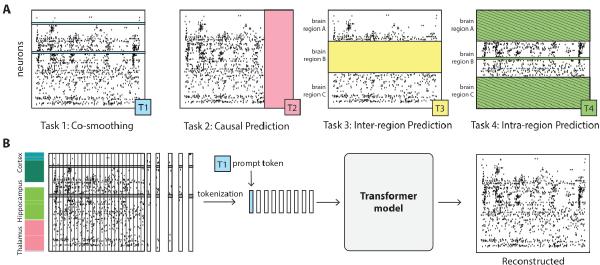 A
neurons
T1
Task 1: Co-smoothing
T2
Task 2: Causal Prediction
brain
region A
brain
region B
brain
region C
T3
Task 3: Inter-region Prediction
brain
region A
brain
region B
brain
region C
T4
Task 4: Intra-region Prediction
B
Cortex
Hippocampus
Thalamus
tokenization
T1
prompt token
Transformer
model
Reconstructed